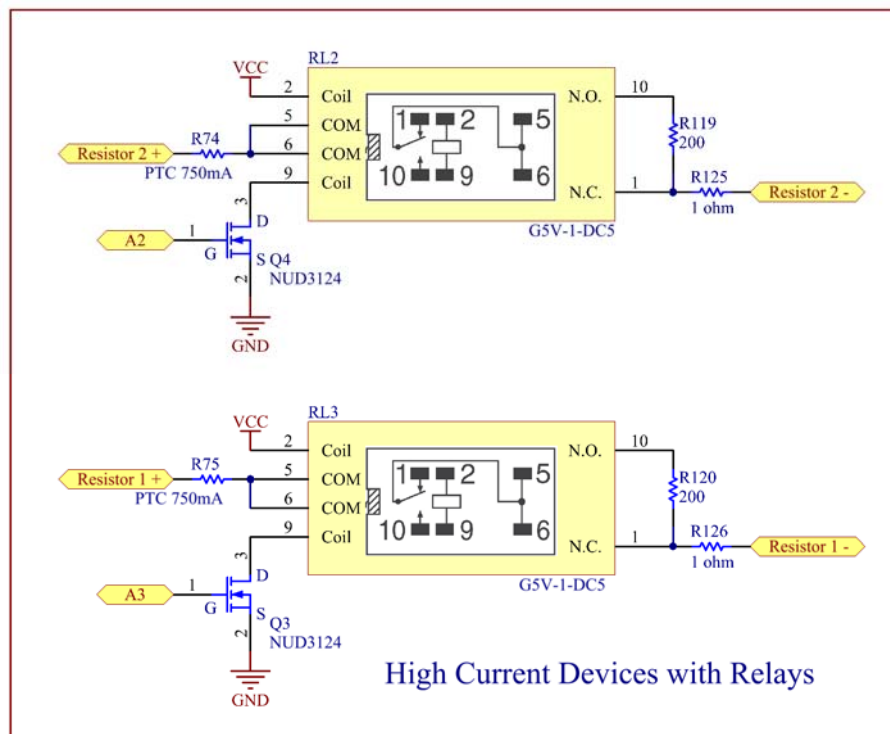 RL2
VCC
2
Coil
N.O.
10
5
COM
1 2 5
R119
200
R74
Resistor 2 +
6
COM
PTC 750mA
9
Coil
10 9 6
N.C.
1
R125
Resistor 2 -
1 ohm
G5V-1-DC5
3
D
A2
1
G
S
Q4
2
NUD3124
GND
RL3
VCC
2
Coil
N.O.
10
R75
Resistor 1 +
5
COM
1 2 5
R120
200
PTC 750mA
6
COM
9
Coil
10 9 6
N.C.
1
R126
Resistor 1 -
1 ohm
G5V-1-DC5
3
D
A3
1
G
S
Q3
2
NUD3124
GND
High Current Devices with Relays